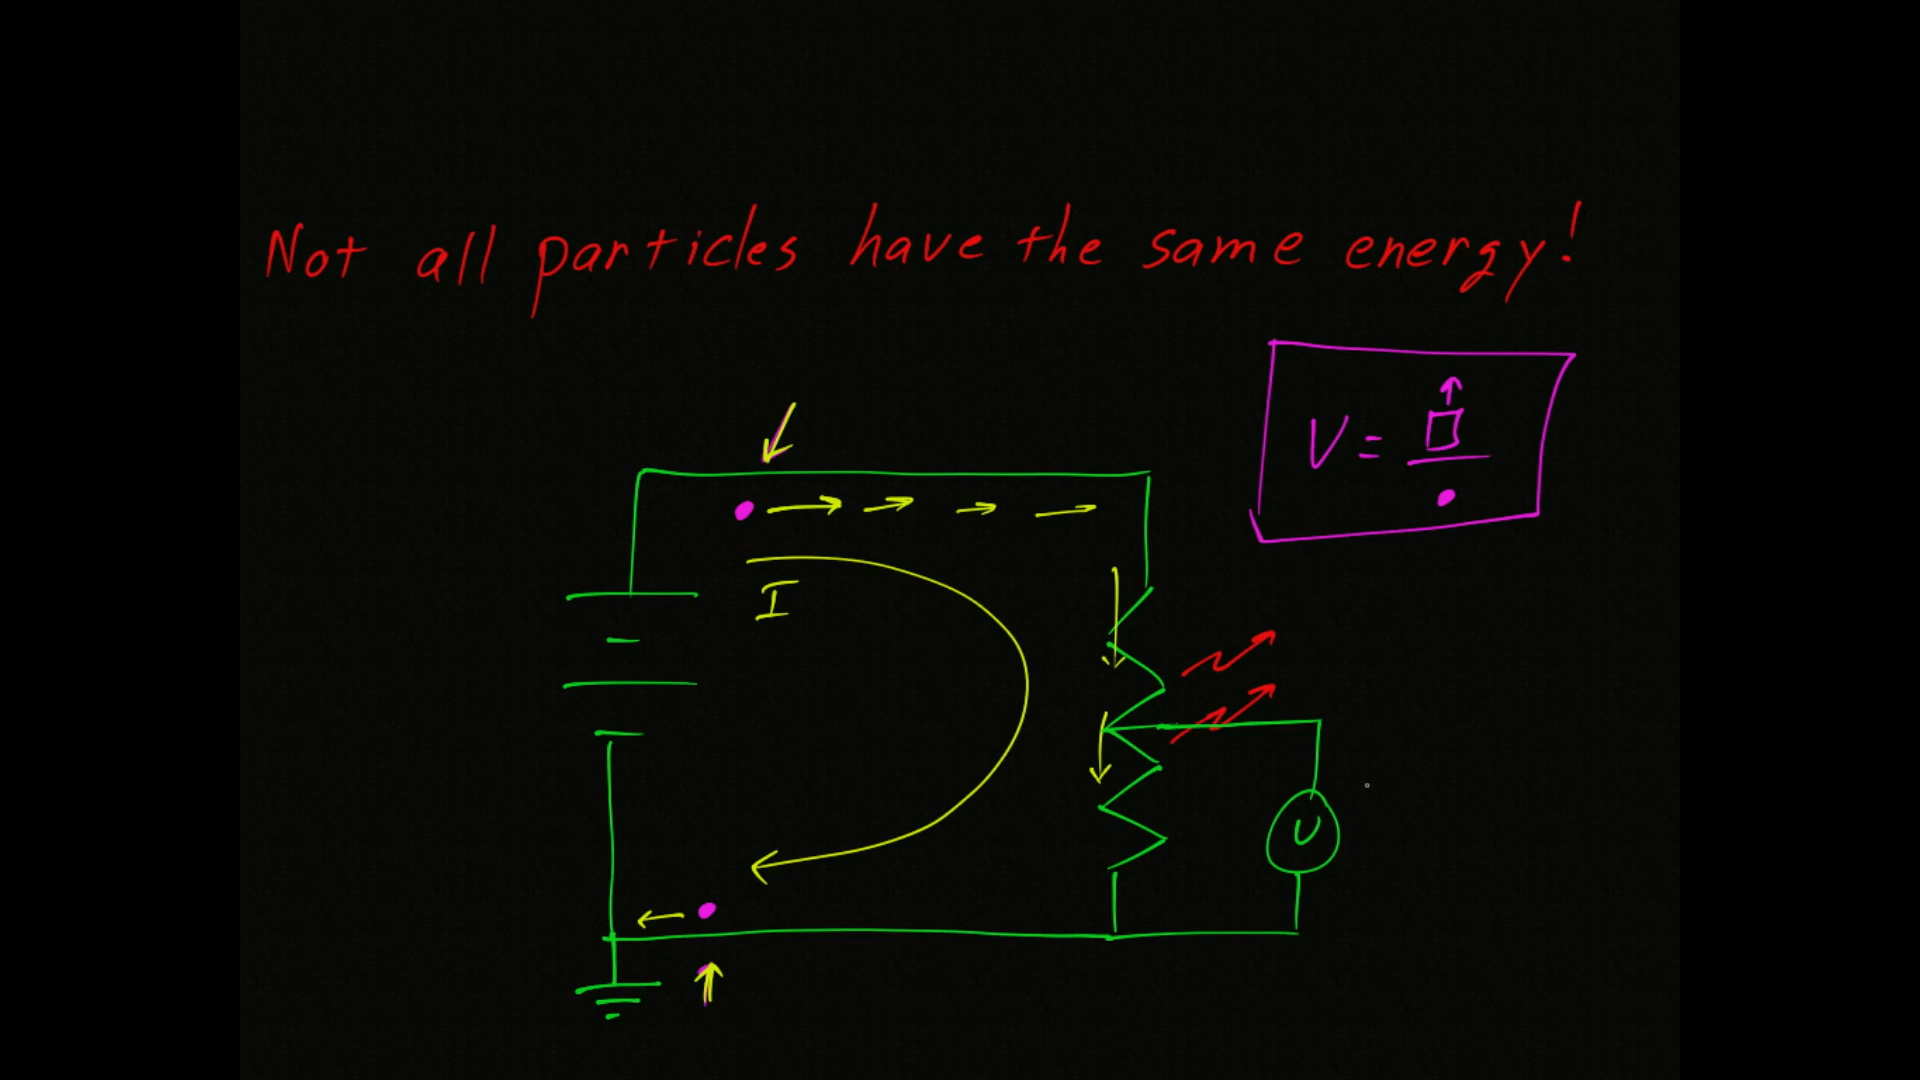 Not all particles have the same energy!
V =
I
V